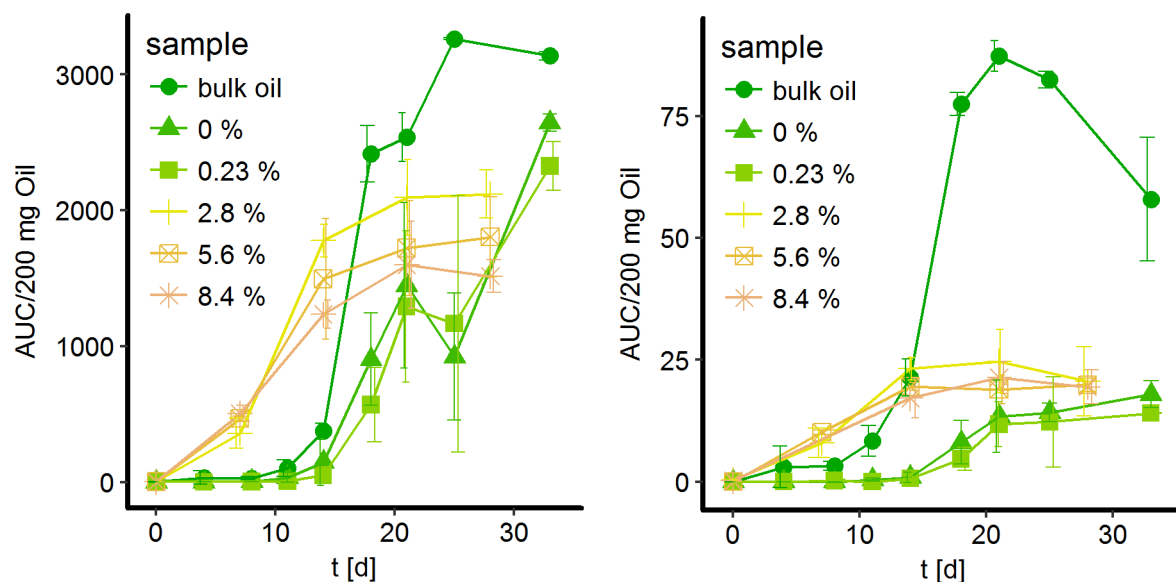 sample
bulk oil
0 %
0.23 %
2.8 %
5.6 %
8.4 %
AUC/200 mg Oil
3000
2000
1000
0
0 10 20 30
t [d]
sample
bulk oil
0 %
0.23 %
2.8 %
5.6 %
8.4 %
AUC/200 mg Oil
75
50
25
0
0 10 20 30
t [d]